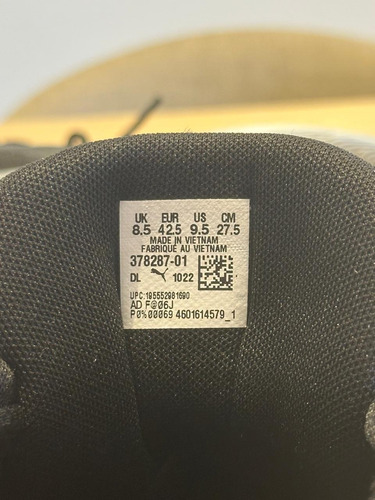 UK EUR US CM
8.5 42.5 9.5 27.5
MADE IN VIETNAM
FABRIQUÉ AU VIETNAM
378287-01
DL 1022
UPC:195552981690
AD F@06J
P0%00069 4601614579_1